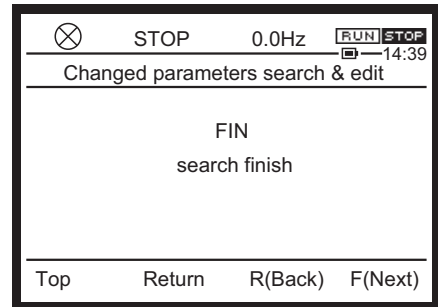 STOP 0.0Hz RUN STOP
14:39
Changed parameters search & edit
FIN
search finish
Top Return R(Back) F(Next)